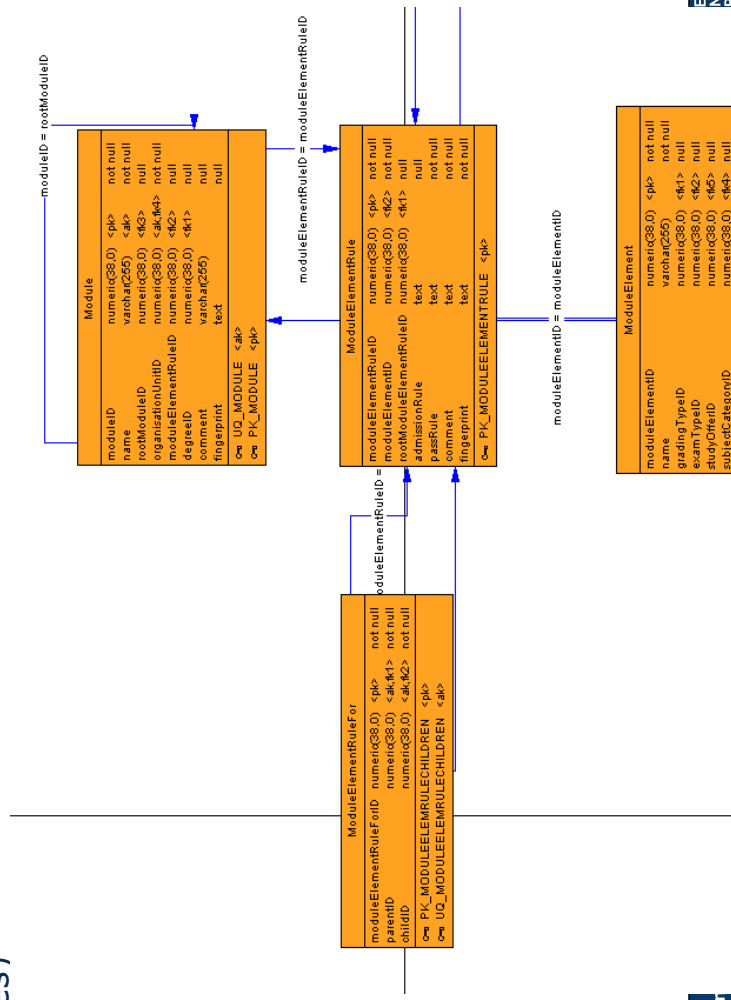 moduleID = rootModuleID
Module
moduleID numeric(38,0) <pk> not null
name varchar(255) <ak> not null
rootModuleID numeric(38,0) <fk3> null
organisationUnitID numeric(38,0) <ak,fk4> not null
moduleElementRuleID numeric(38,0) <fk2> null
degreeID numeric(38,0) <fk1> null
comment varchar(255) null
fingerprint text null
UQ_MODULE <ak>
PK_MODULE <pk>
moduleElementRuleID = moduleElementRuleID
ModuleElementRule
moduleElementRuleID numeric(38,0) <pk> not null
moduleElementID numeric(38,0) <fk2> not null
rootModuleElementRuleID numeric(38,0) <fk1> null
admissionRule text null
passRule text not null
comment text not null
fingerprint text not null
PK_MODULEELEMENTRULE <pk>
moduleElementID = moduleElementID
ModuleElement
moduleElementID numeric(38,0) <pk> not null
name varchar(255) not null
gradingTypeID numeric(38,0) <fk1> null
examTypeID numeric(38,0) <fk2> null
studyOfferID numeric(38,0) <fk5> null
subjectCategoryID numeric(38,0) <fk4> null
oduleElementRuleID =
ModuleElementRuleFor
moduleElementRuleForID numeric(38,0) <pk> not null
parentID numeric(38,0) <ak,fk1> not null
childID numeric(38,0) <ak,fk2> not null
PK_MODULEELEMRULECHILDREN <pk>
UQ_MODULEELEMRULECHILDREN <ak>
es)